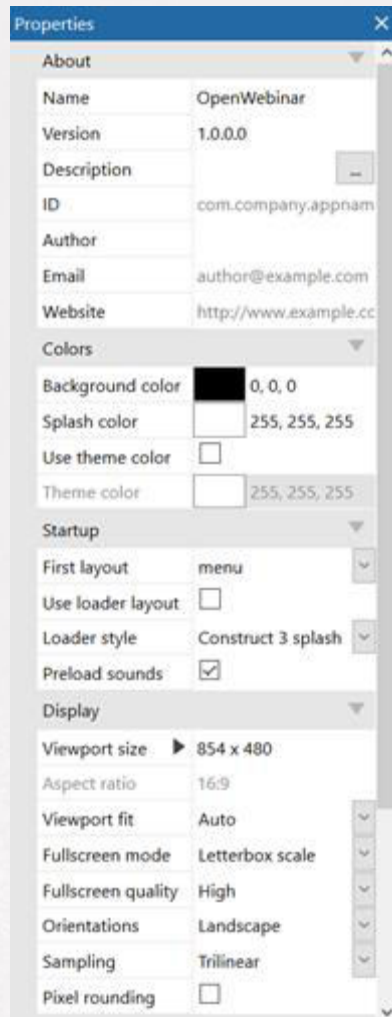 Properties
About
Name OpenWebinar
Version 1.0.0.0
Description ...
ID com.company.appnam
Author
Email author@example.com
Website http://www.example.cc
Colors
Background color 0, 0, 0
Splash color 255, 255, 255
Use theme color
Theme color 255, 255, 255
Startup
First layout menu
Use loader layout
Loader style Construct 3 splash
Preload sounds
Display
Viewport size 854 x 480
Aspect ratio 16:9
Viewport fit Auto
Fullscreen mode Letterbox scale
Fullscreen quality High
Orientations Landscape
Sampling Trilinear
Pixel rounding